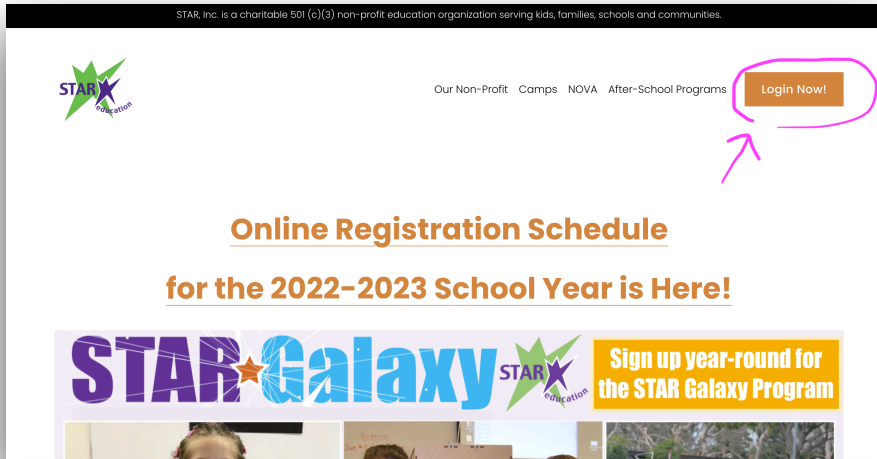 STAR, Inc. is a charitable 501 (c)(3) non-profit education organization serving kids, families, schools and communities.
STAR
education
Our Non-Profit Camps NOVA After-School Programs Login Now!
Online Registration Schedule
for the 2022-2023 School Year is Here!
STAR Galaxy
STAR
education
Sign up year-round for
the STAR Galaxy Program